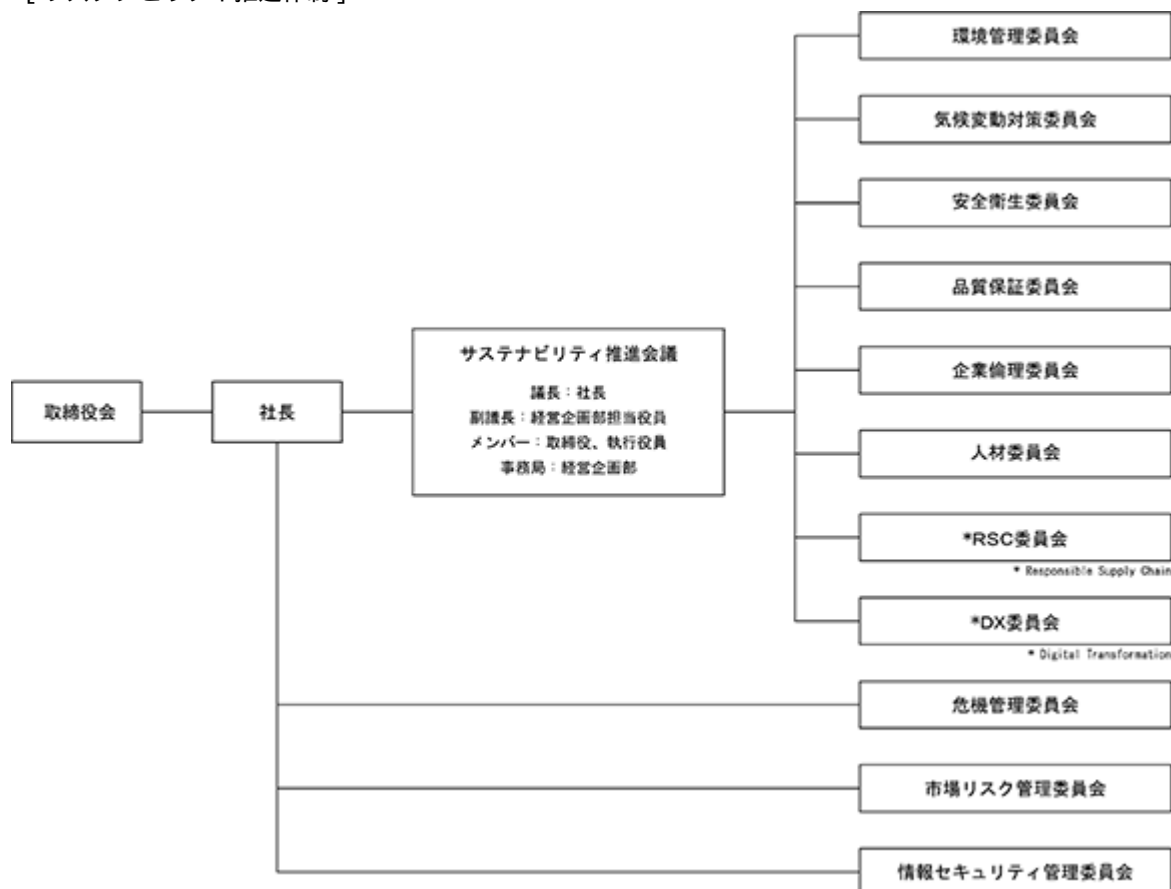 取締役会
社長
サステナビリティ推進会議
議長：社長
副議長：経営企画部担当役員
メンバー：取締役、執行役員
事務局：経営企画部
環境管理委員会
気候変動対策委員会
安全衛生委員会
品質保証委員会
企業倫理委員会
人材委員会
*RSC委員会
* Responsible Supply Chain
*DX委員会
* Digital Transformation
危機管理委員会
市場リスク管理委員会
情報セキュリティ管理委員会